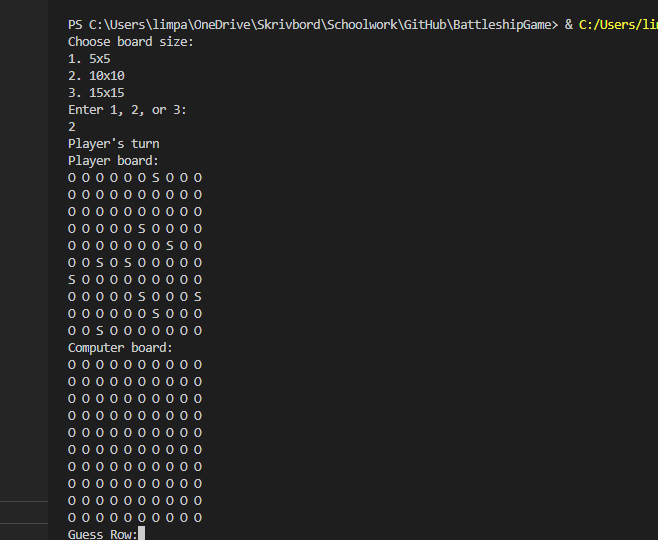 PS C:\Users\limpa\OneDrive\Skrivbord\Schoolwork\GitHub\BattleshipGame> & C:/Users/lim
Choose board size:
1. 5x5
2. 10x10
3. 15x15
Enter 1, 2, or 3:
2
Player's turn
Player board:
O O O O O O S O O O
O O O O O O O O O O
O O O O O O O O O O
O O O O O S O O O O
O O O O O O O S O O
O O S O S O O O O O
S O O O O O O O O O
O O O O O S O O O S
O O O O O O S O O O
O O S O O O O O O O
Computer board:
O O O O O O O O O O
O O O O O O O O O O
O O O O O O O O O O
O O O O O O O O O O
O O O O O O O O O O
O O O O O O O O O O
O O O O O O O O O O
O O O O O O O O O O
O O O O O O O O O O
O O O O O O O O O O
Guess Row: